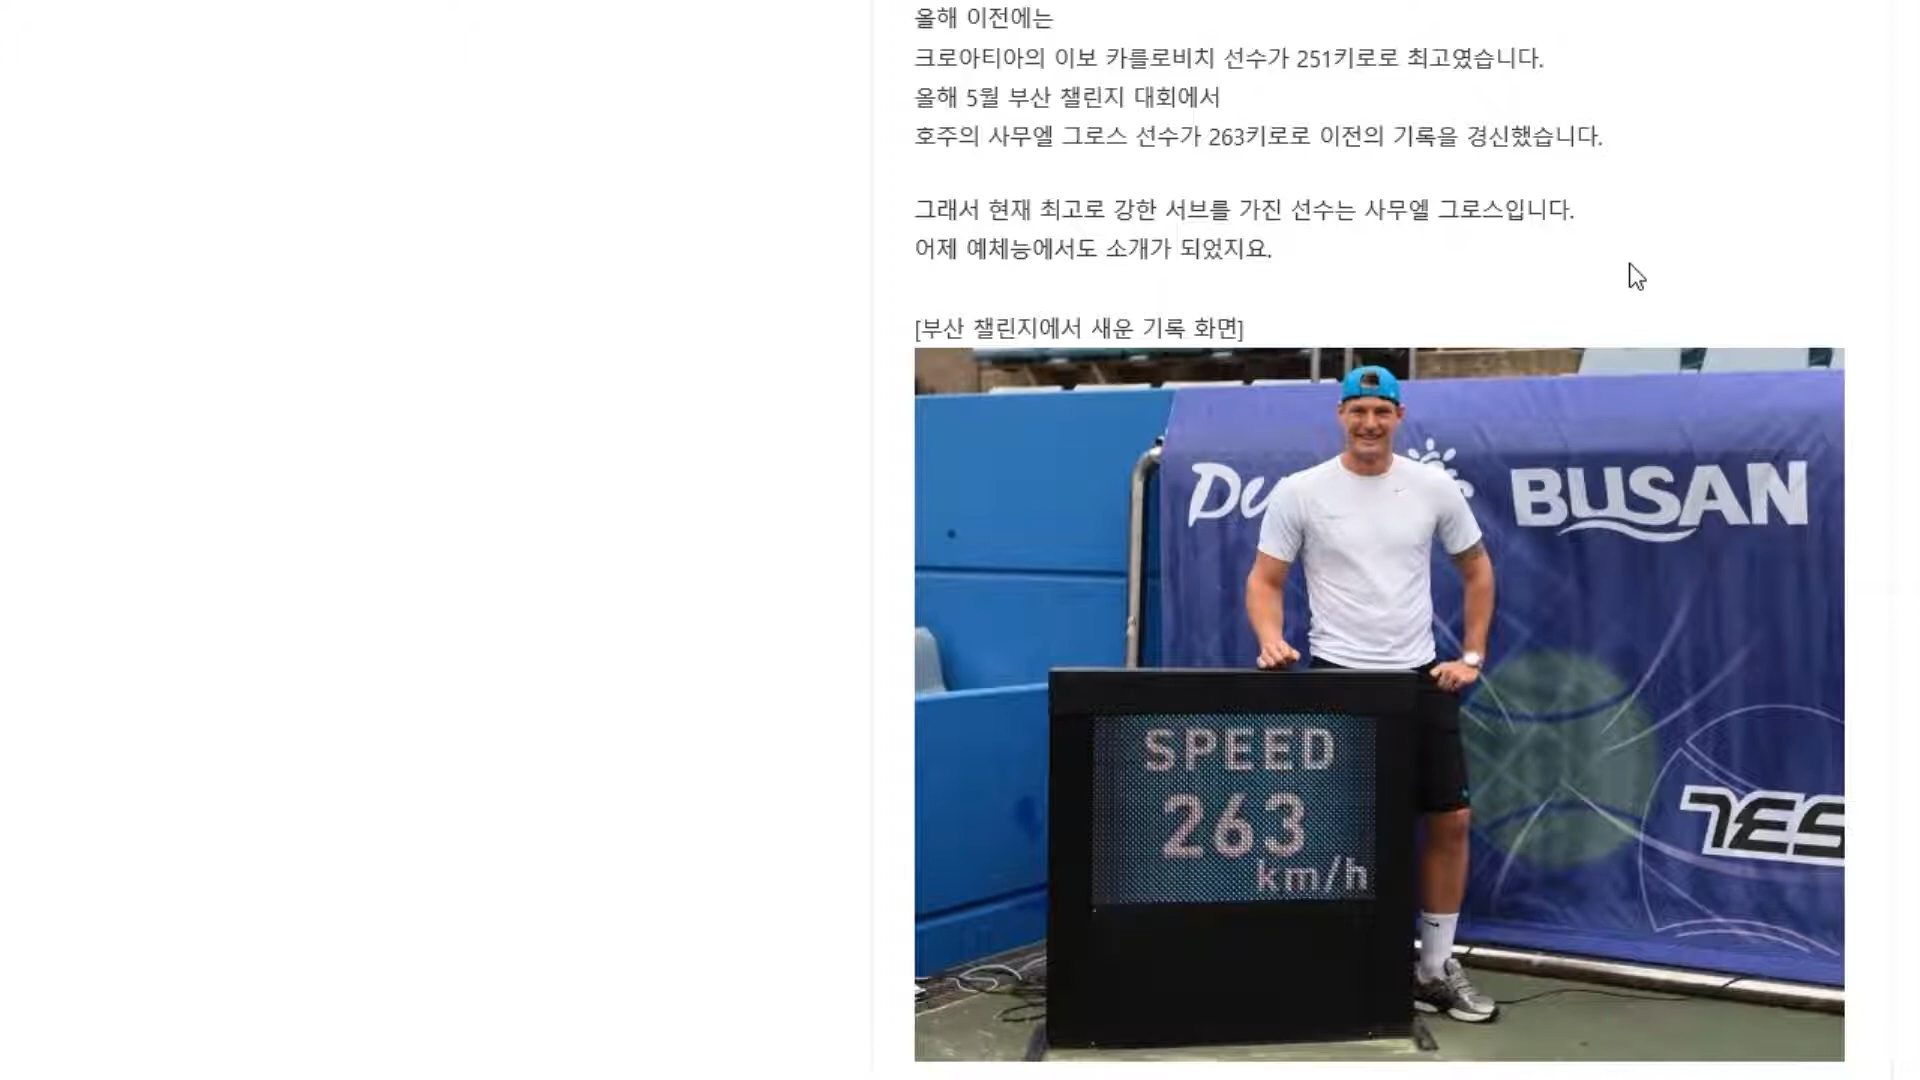 올해 이전에는
크로아티아의 이보 카를로비치 선수가 251키로로 최고였습니다.
올해 5월 부산 챌린지 대회에서
호주의 사무엘 그로스 선수가 263키로로 이전의 기록을 경신했습니다.
그래서 현재 최고로 강한 서브를 가진 선수는 사무엘 그로스입니다.
어제 예체능에서도 소개가 되었지요.
[부산 챌린지에서 새운 기록 화면]
BUSAN
SPEED
263
km/h